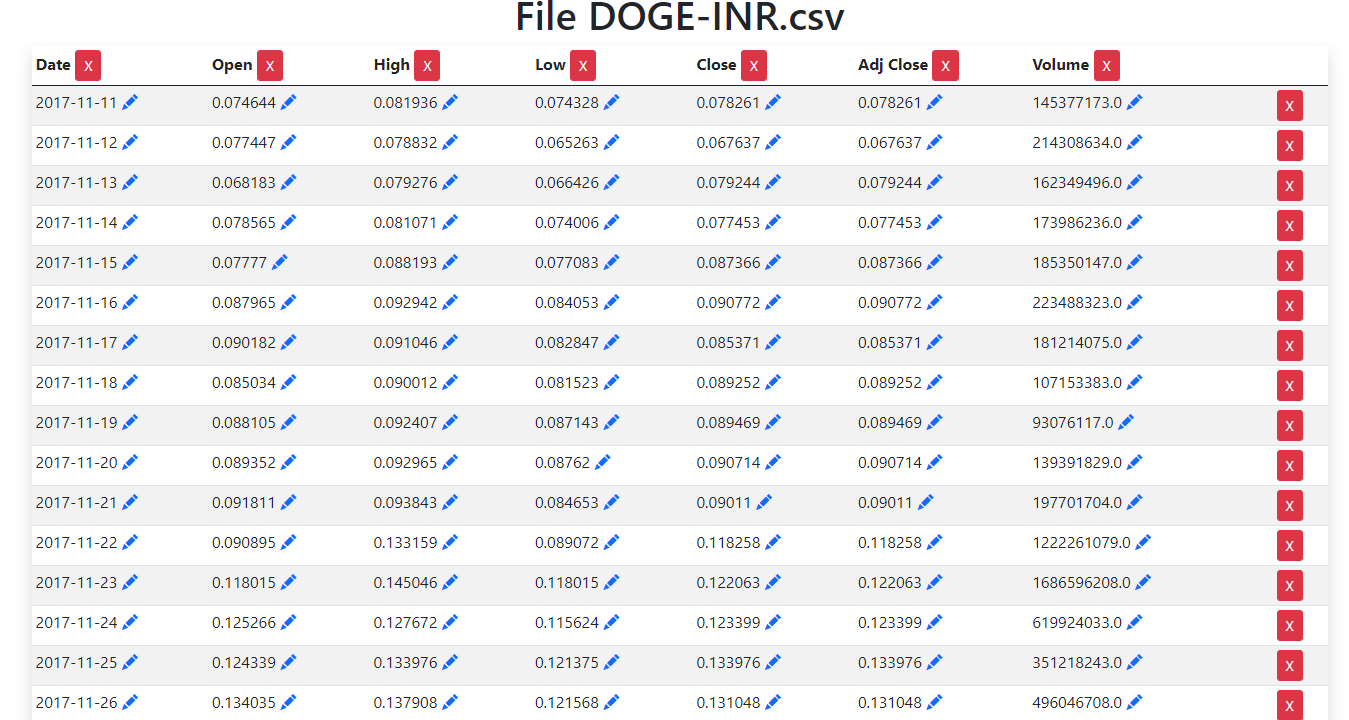 File DOGE-INR.csv
Date X Open X High X Low X Close X Adj Close X Volume X
2017-11-11 0.074644 0.081936 0.074328 0.078261 0.078261 145377173.0 X
2017-11-12 0.077447 0.078832 0.065263 0.067637 0.067637 214308634.0 X
2017-11-13 0.068183 0.079276 0.066426 0.079244 0.079244 162349496.0 X
2017-11-14 0.078565 0.081071 0.074006 0.077453 0.077453 173986236.0 X
2017-11-15 0.07777 0.088193 0.077083 0.087366 0.087366 185350147.0 X
2017-11-16 0.087965 0.092942 0.084053 0.090772 0.090772 223488323.0 X
2017-11-17 0.090182 0.091046 0.082847 0.085371 0.085371 181214075.0 X
2017-11-18 0.085034 0.090012 0.081523 0.089252 0.089252 107153383.0 X
2017-11-19 0.088105 0.092407 0.087143 0.089469 0.089469 93076117.0 X
2017-11-20 0.089352 0.092965 0.08762 0.090714 0.090714 139391829.0 X
2017-11-21 0.091811 0.093843 0.084653 0.09011 0.09011 197701704.0 X
2017-11-22 0.090895 0.133159 0.089072 0.118258 0.118258 1222261079.0 X
2017-11-23 0.118015 0.145046 0.118015 0.122063 0.122063 1686596208.0 X
2017-11-24 0.125266 0.127672 0.115624 0.123399 0.123399 619924033.0 X
2017-11-25 0.124339 0.133976 0.121375 0.133976 0.133976 351218243.0 X
2017-11-26 0.134035 0.137908 0.121568 0.131048 0.131048 496046708.0 X